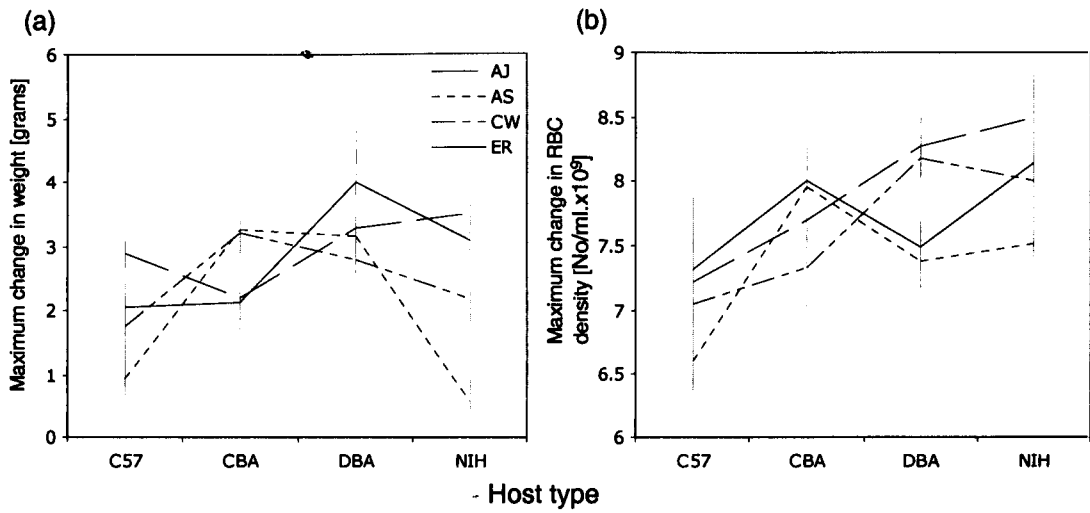 (a)
Maximum change in weight [grams]
6
5
4
3
2
1
0
AJ
AS
CW
ER
C57 CBA DBA NIH
(b)
Maximum change in RBC
density [No/ml.x10⁹]
9
8.5
8
7.5
7
6.5
6
C57 CBA DBA NIH
Host type